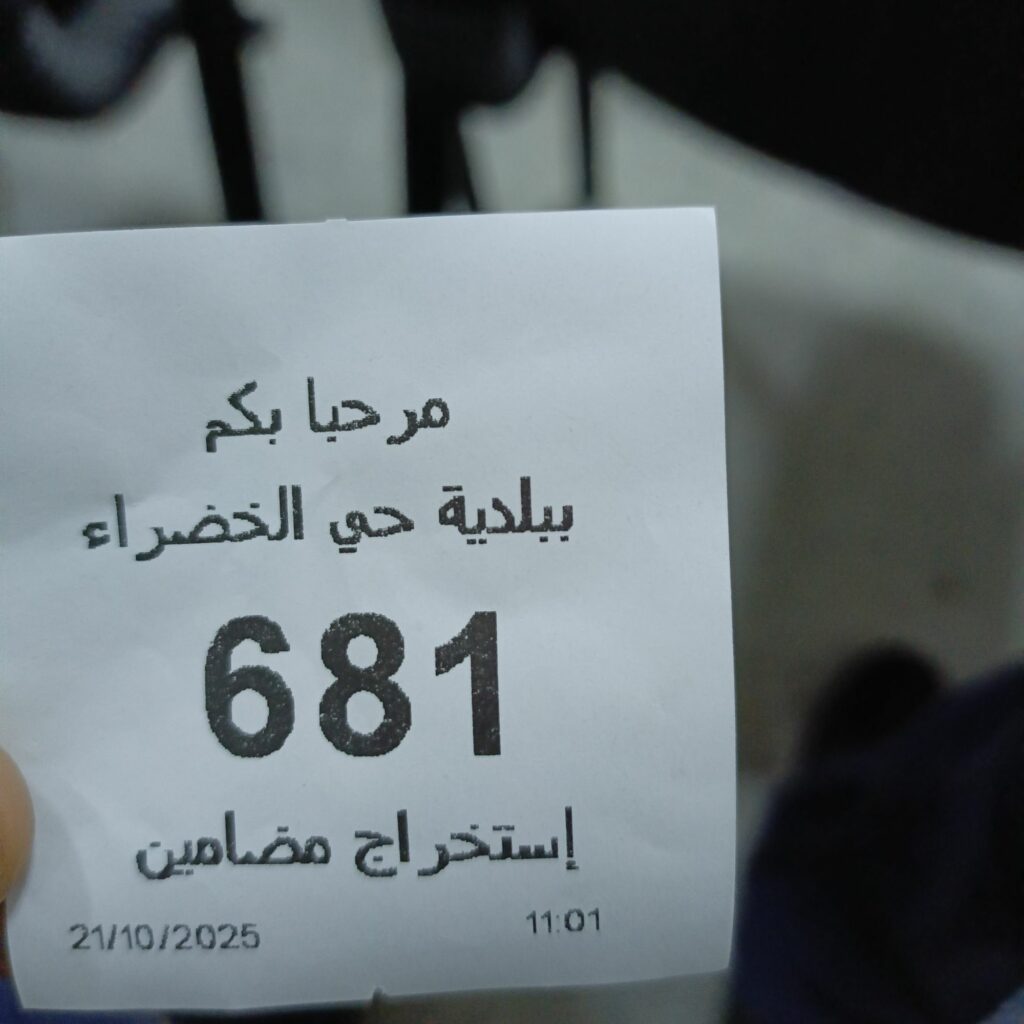 مرحبا بكم
ببلدية حي الخضراء
681
إستخراج مضامين
21/10/2025 11:01